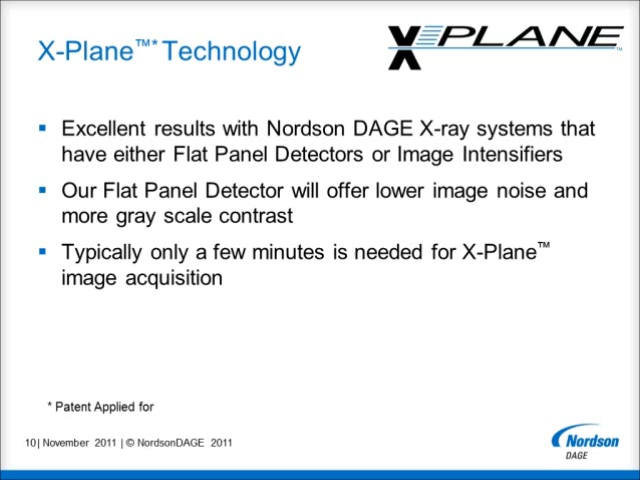 X-Plane™* Technology
X-PLANE™
▪ Excellent results with Nordson DAGE X-ray systems that
have either Flat Panel Detectors or Image Intensifiers
▪ Our Flat Panel Detector will offer lower image noise and
more gray scale contrast
▪ Typically only a few minutes is needed for X-Plane™
image acquisition
* Patent Applied for
10| November 2011 | © NordsonDAGE 2011
Nordson
DAGE